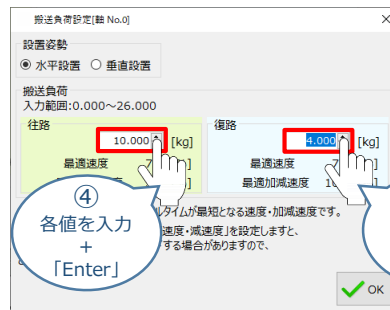 搬送負荷設定[軸 No.0]
設置姿勢
水平設置 垂直設置
搬送負荷
入力範囲:0.000～26.000
往路
10.000 [kg]
最適速度
復路
4.000 [kg]
最適速度
最適加減速度
④
各値を入力
+
「Enter」
ルタイムが最短となる速度・加減速度です。
速度・減速度」を設定しますと、
する場合がありますので、
OK